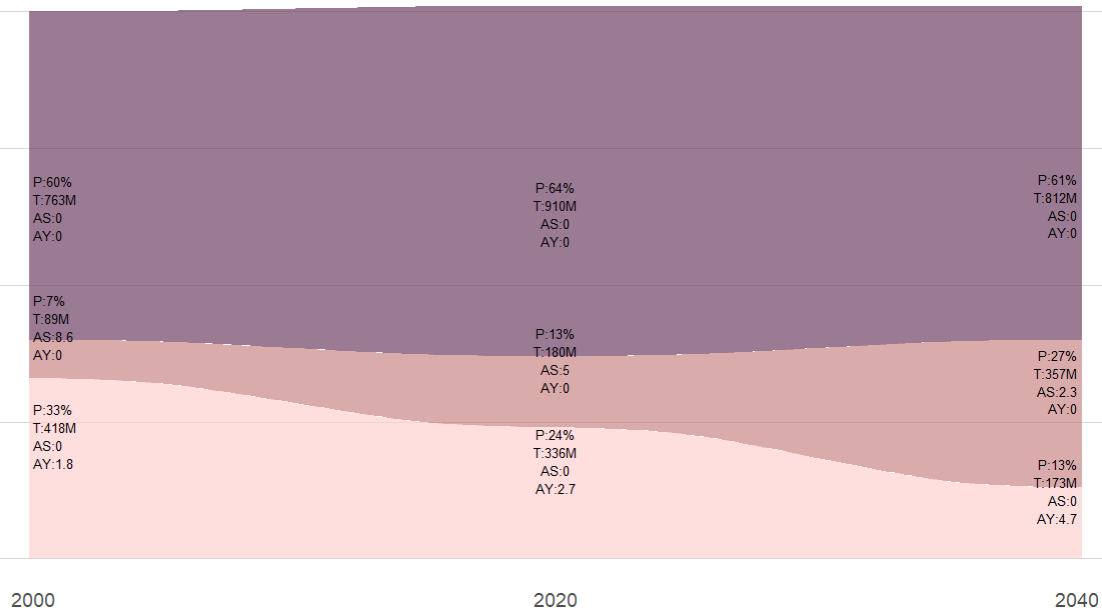 P:60%
T:763M
AS:0
AY:0
P:7%
T:89M
AS:8.6
AY:0
P:33%
T:418M
AS:0
AY:1.8
P:64%
T:910M
AS:0
AY:0
P:13%
T:180M
AS:5
AY:0
P:24%
T:336M
AS:0
AY:2.7
P:61%
T:812M
AS:0
AY:0
P:27%
T:357M
AS:2.3
AY:0
P:13%
T:173M
AS:0
AY:4.7
2000 2020 2040